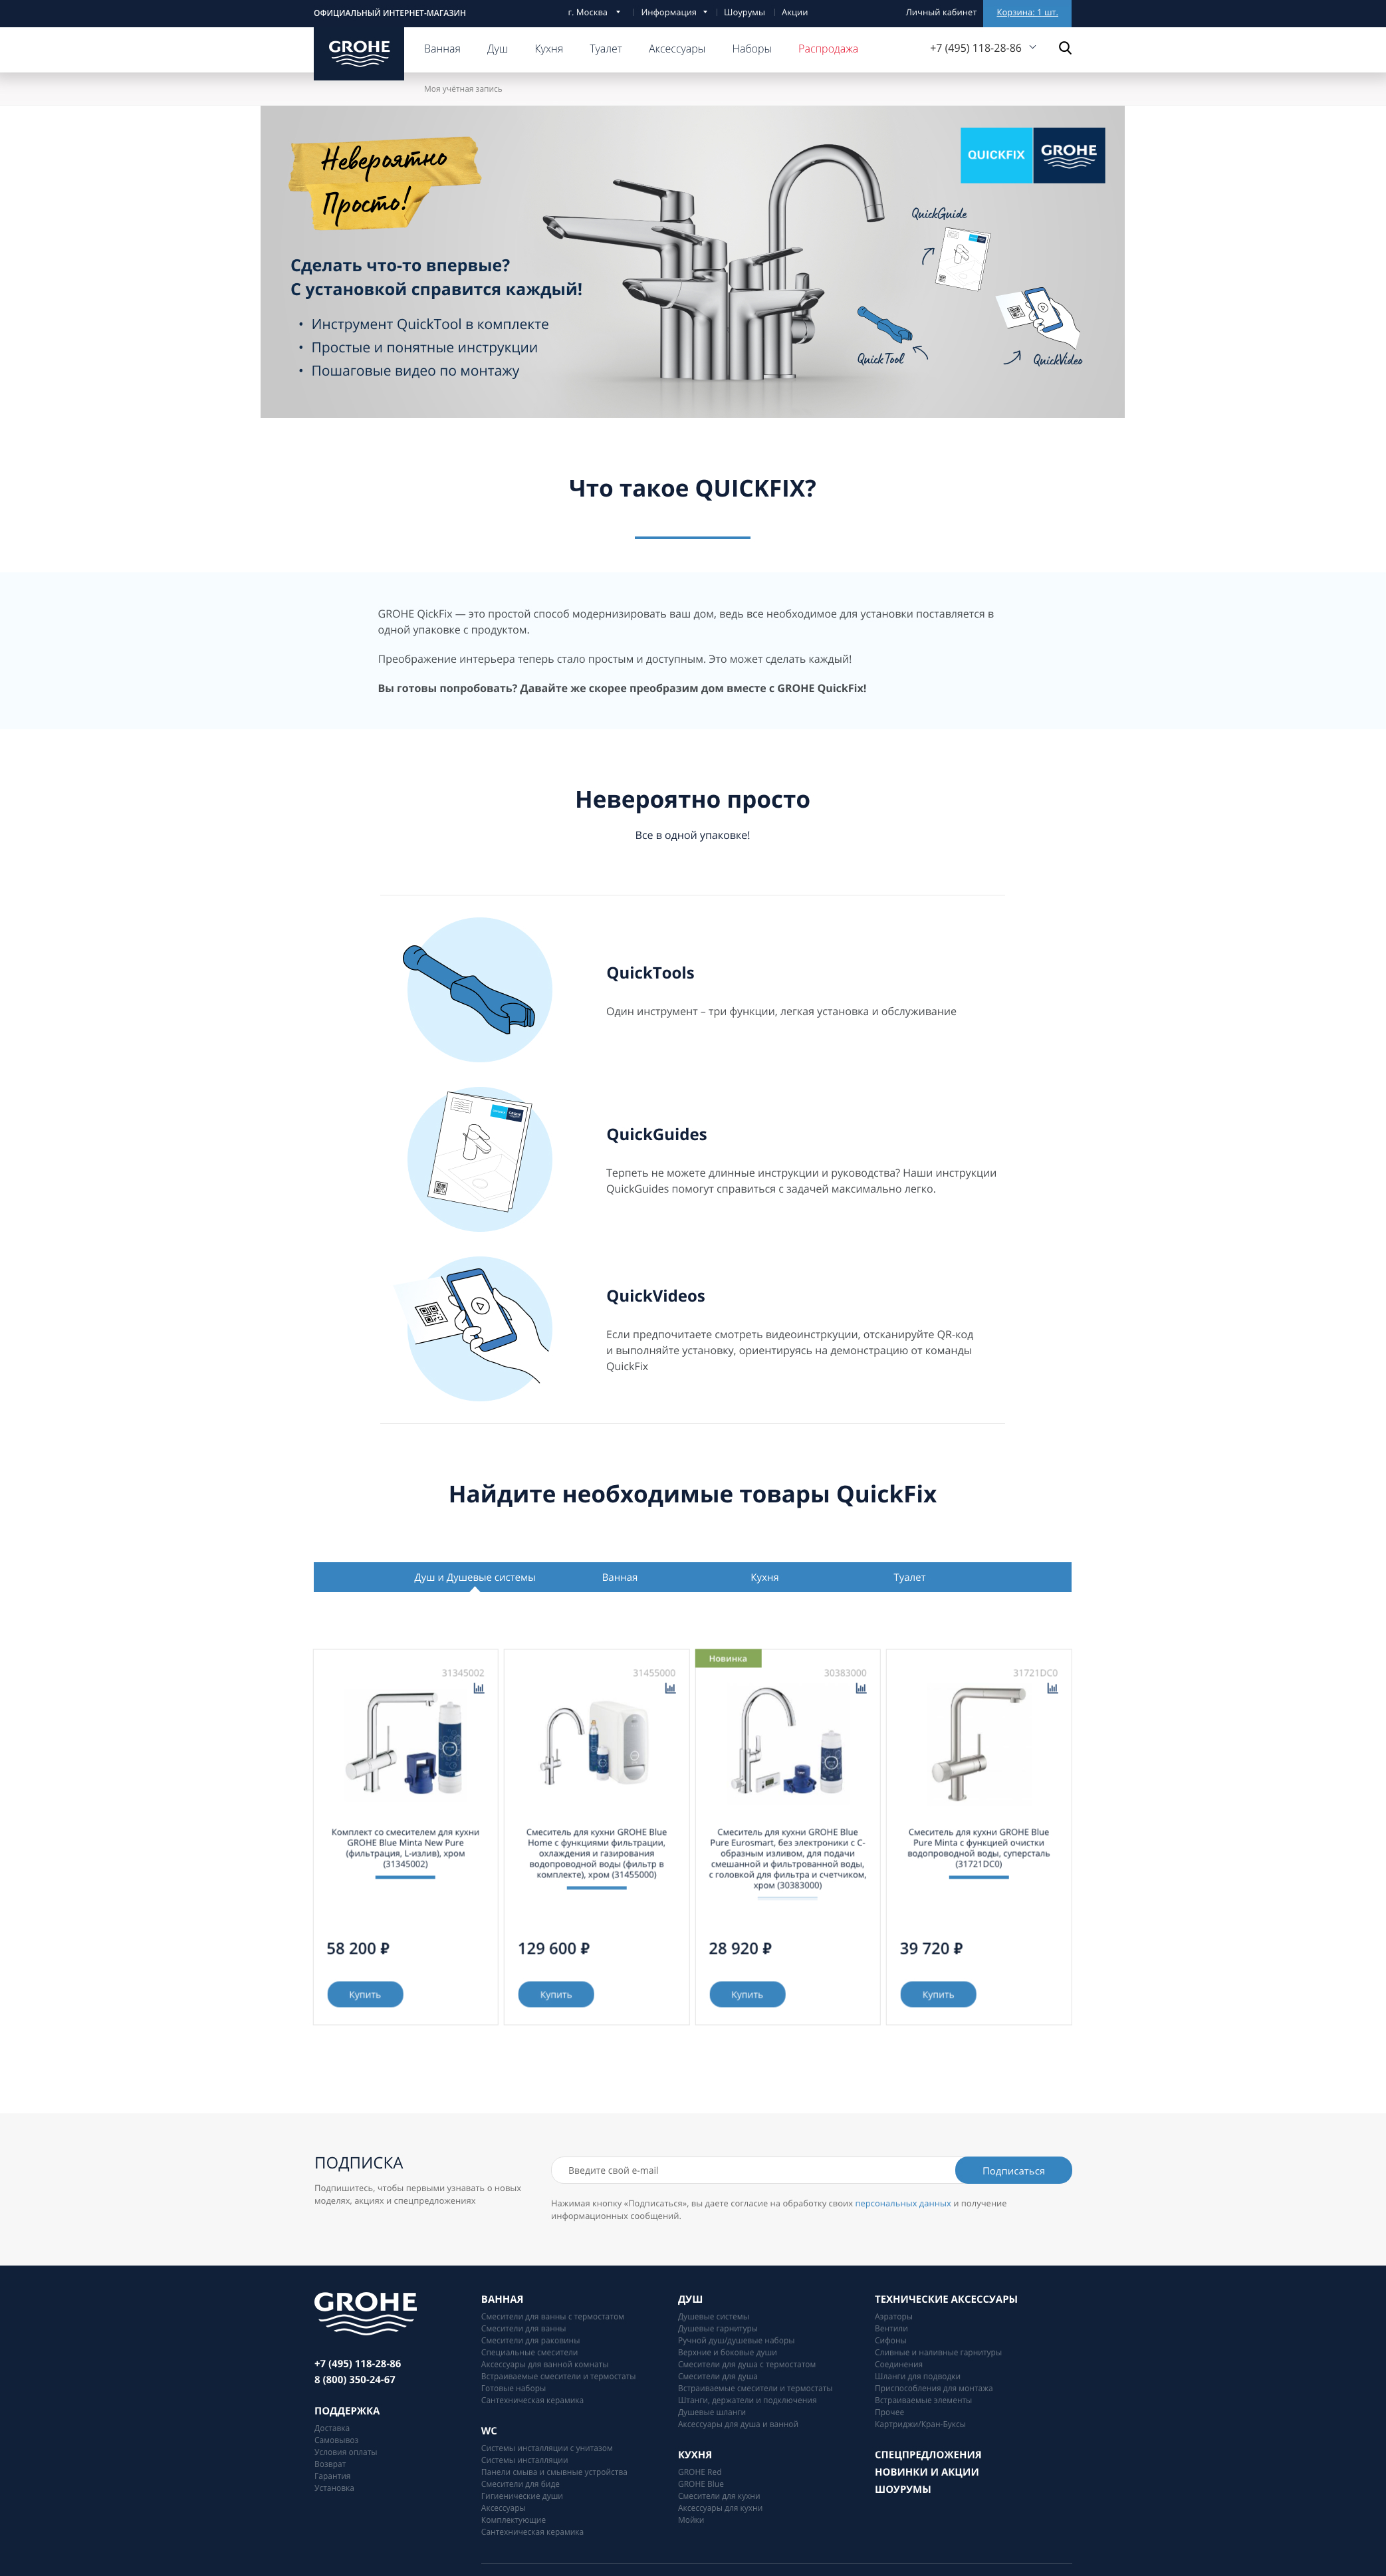 ОФИЦИАЛЬНЫЙ ИНТЕРНЕТ-МАГАЗИН
г. Москва
Информация
Шоурумы
Акции
Личный кабинет
Корзина: 1 шт.
GROHE
Ванная
Душ
Кухня
Туалет
Аксессуары
Наборы
Распродажа
+7 (495) 118-28-86
Моя учётная запись
Невероятно
Просто!
QUICKFIX
GROHE
QuickGuide
Сделать что-то впервые?
С установкой справится каждый!
• Инструмент QuickTool в комплекте
• Простые и понятные инструкции
• Пошаговые видео по монтажу
QuickTool
QuickVideo
Что такое QUICKFIX?
GROHE QickFix — это простой способ модернизировать ваш дом, ведь все необходимое для установки поставляется в
одной упаковке с продуктом.
Преображение интерьера теперь стало простым и доступным. Это может сделать каждый!
Вы готовы попробовать? Давайте же скорее преобразим дом вместе с GROHE QuickFix!
Невероятно просто
Все в одной упаковке!
QuickTools
Один инструмент – три функции, легкая установка и обслуживание
QuickGuides
Терпеть не можете длинные инструкции и руководства? Наши инструкции
QuickGuides помогут справиться с задачей максимально легко.
QuickVideos
Если предпочитаете смотреть видеоинстркуции, отсканируйте QR-код
и выполняйте установку, ориентируясь на демонстрацию от команды
QuickFix
Найдите необходимые товары QuickFix
Душ и Душевые системы
Ванная
Кухня
Туалет
31345002
Комплект со смесителем для кухни
GROHE Blue Minta New Pure
(фильтрация, L-излив), хром
(31345002)
58 200 ₽
Купить
31455000
Смеситель для кухни GROHE Blue
Home с функциями фильтрации,
охлаждения и газирования
водопроводной воды (фильтр в
комплекте), хром (31455000)
129 600 ₽
Купить
Новинка
30383000
Смеситель для кухни GROHE Blue
Pure Eurosmart, без электроники с C-
образным изливом, для подачи
смешанной и фильтрованной воды,
с головкой для фильтра и счетчиком,
хром (30383000)
28 920 ₽
Купить
31721DC0
Смеситель для кухни GROHE Blue
Pure Minta с функцией очистки
водопроводной воды, суперсталь
(31721DC0)
39 720 ₽
Купить
ПОДПИСКА
Подпишитесь, чтобы первыми узнавать о новых
моделях, акциях и спецпредложениях
Введите свой e-mail
Подписаться
Нажимая кнопку «Подписаться», вы даете согласие на обработку своих персональных данных и получение
информационных сообщений.
GROHE
+7 (495) 118-28-86
8 (800) 350-24-67
ПОДДЕРЖКА
Доставка
Самовывоз
Условия оплаты
Возврат
Гарантия
Установка
ВАННАЯ
Смесители для ванны с термостатом
Смесители для ванны
Смесители для раковины
Специальные смесители
Аксессуары для ванной комнаты
Встраиваемые смесители и термостаты
Готовые наборы
Сантехническая керамика
WC
Системы инсталляции с унитазом
Системы инсталляции
Панели смыва и смывные устройства
Смесители для биде
Гигиенические души
Аксессуары
Комплектующие
Сантехническая керамика
ДУШ
Душевые системы
Душевые гарнитуры
Ручной душ/душевые наборы
Верхние и боковые души
Смесители для душа с термостатом
Смесители для душа
Встраиваемые смесители и термостаты
Штанги, держатели и подключения
Душевые шланги
Аксессуары для душа и ванной
КУХНЯ
GROHE Red
GROHE Blue
Смесители для кухни
Аксессуары для кухни
Мойки
ТЕХНИЧЕСКИЕ АКСЕССУАРЫ
Аэраторы
Вентили
Сифоны
Сливные и наливные гарнитуры
Соединения
Шланги для подводки
Приспособления для монтажа
Встраиваемые элементы
Прочее
Картриджи/Кран-Буксы
СПЕЦПРЕДЛОЖЕНИЯ
НОВИНКИ И АКЦИИ
ШОУРУМЫ